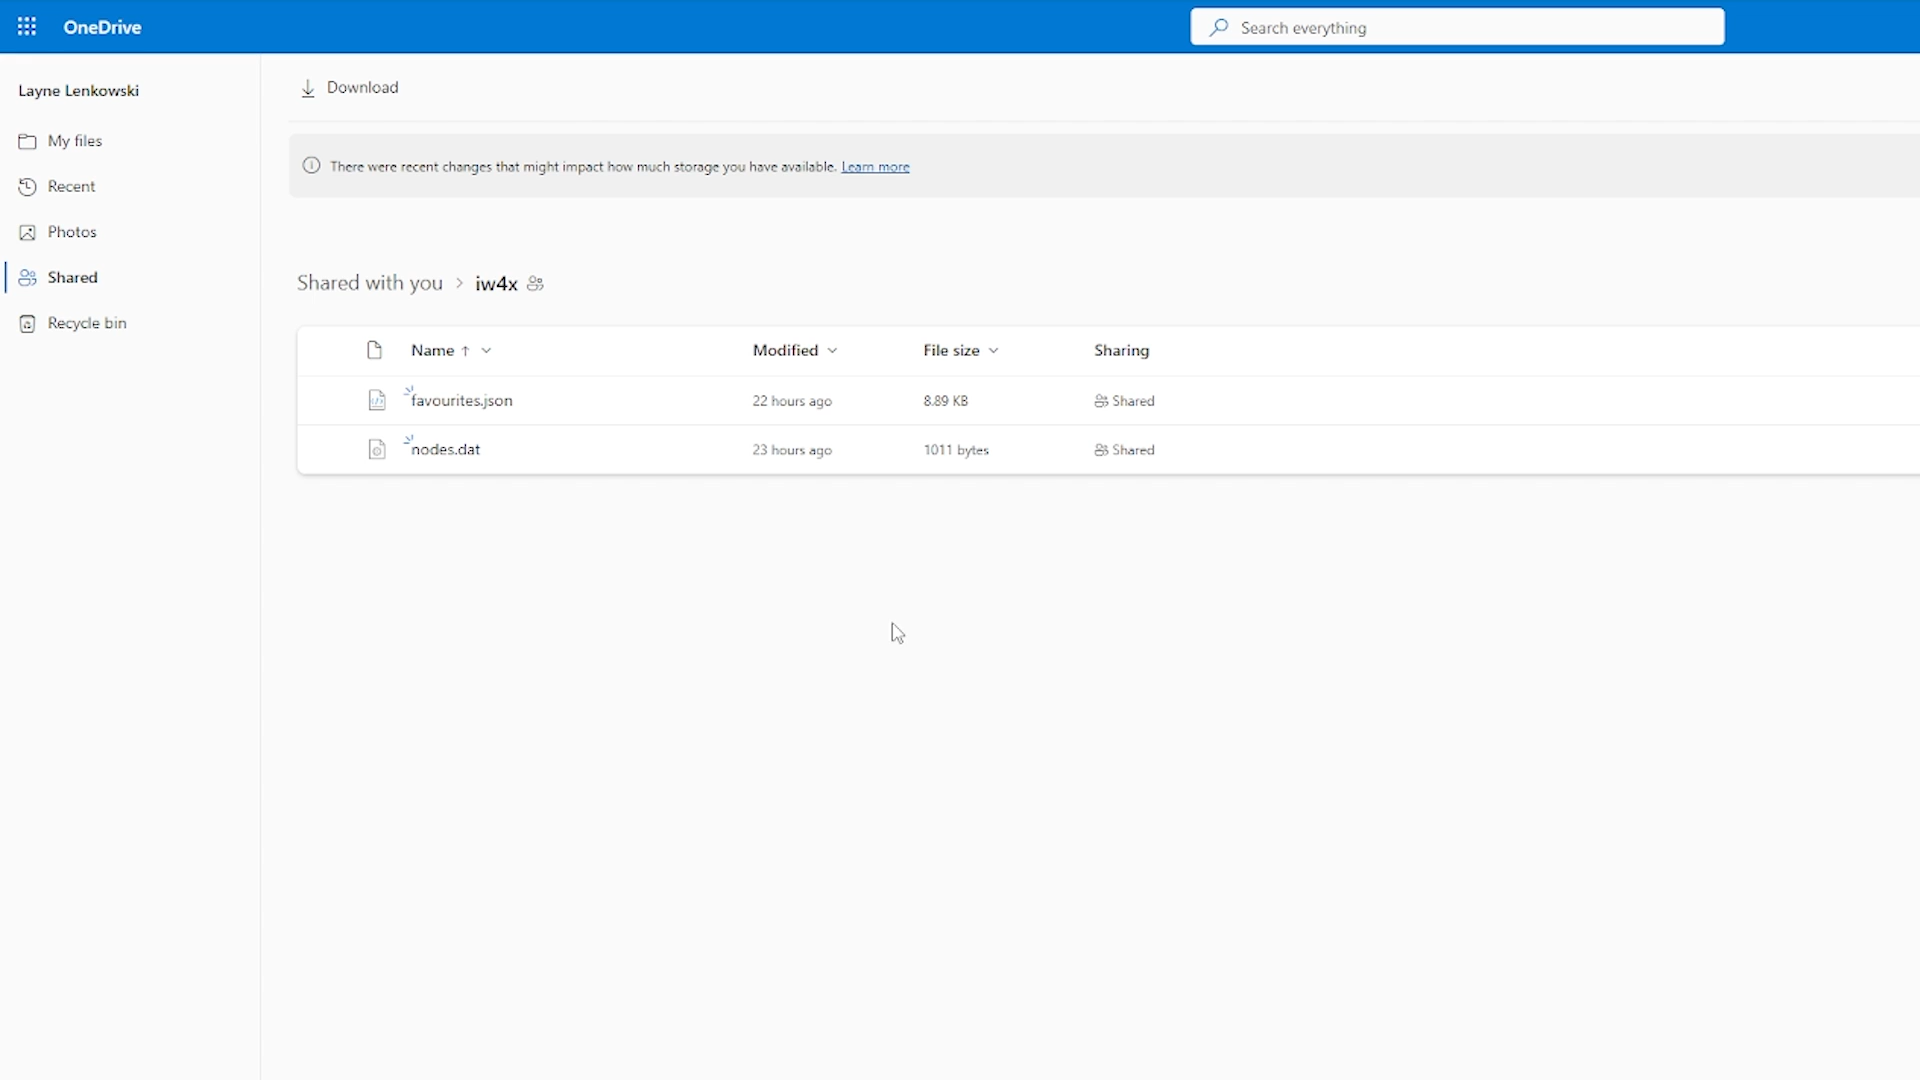 OneDrive
Search everything
Layne Lenkowski
My files
Recent
Photos
Shared
Recycle bin
Download
There were recent changes that might impact how much storage you have available. Learn more
Shared with you > iw4x
Name ↑ Modified File size Sharing
favourites.json 22 hours ago 8.89 KB Shared
nodes.dat 23 hours ago 1011 bytes Shared